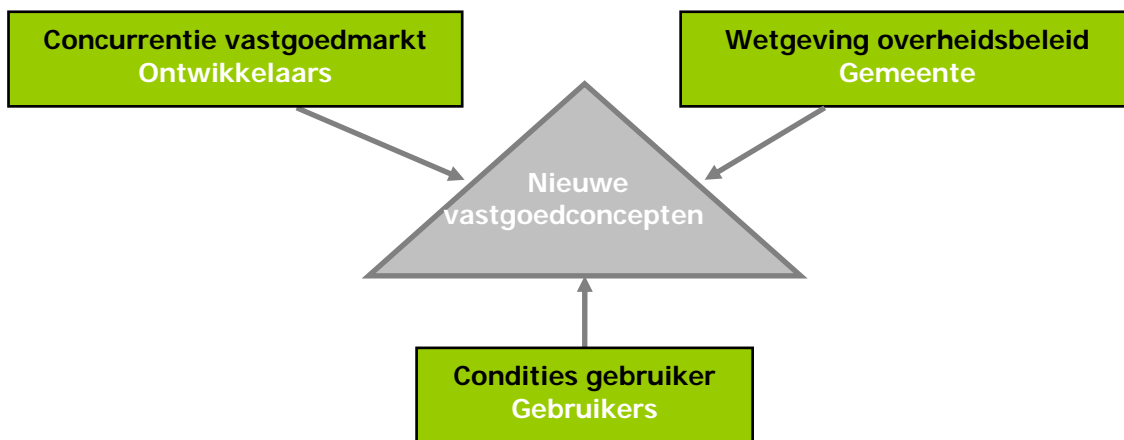 Concurrentie vastgoedmarkt
Ontwikkelaars
Wetgeving overheidsbeleid
Gemeente
Nieuwe
vastgoedconcepten
Condities gebruiker
Gebruikers